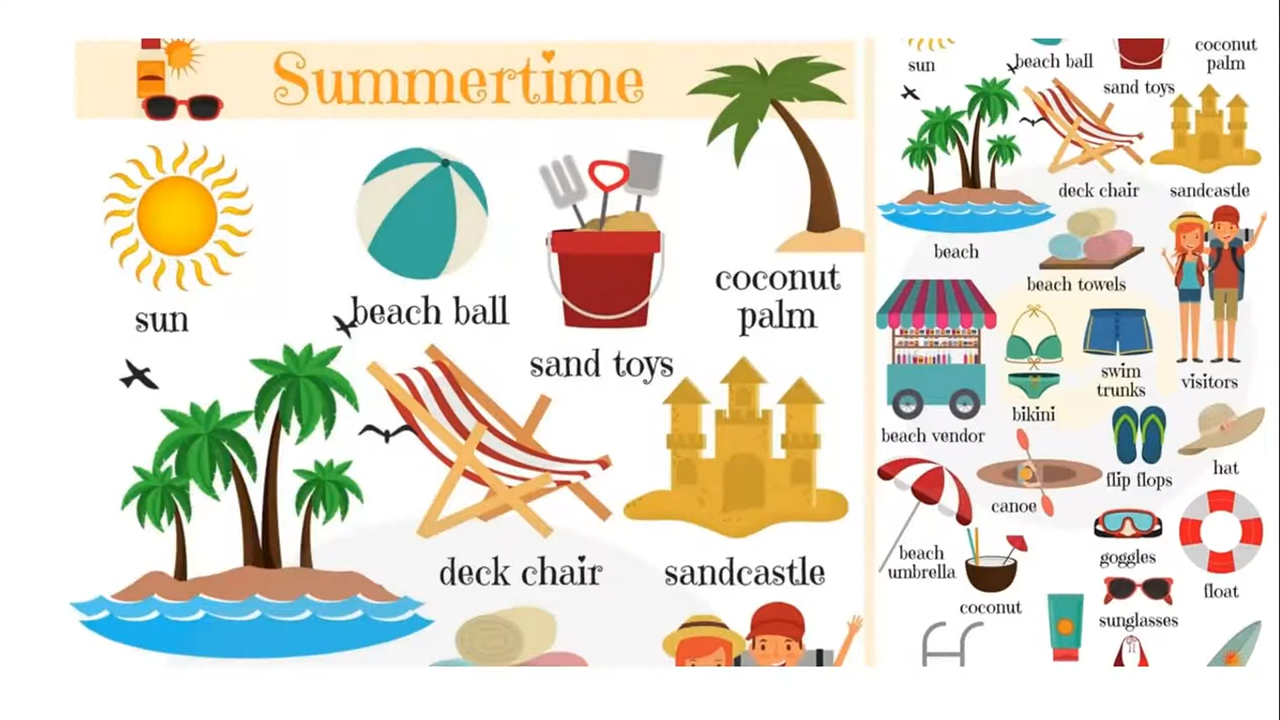 Summertime
sun
beach ball
sand toys
coconut
palm
deck chair
sandcastle
sun
beach ball
sand toys
coconut
palm
deck chair
sandcastle
beach
beach towels
beach vendor
bikini
swim
trunks
visitors
canoe
flip flops
hat
beach
umbrella
coconut
goggles
sunglasses
float